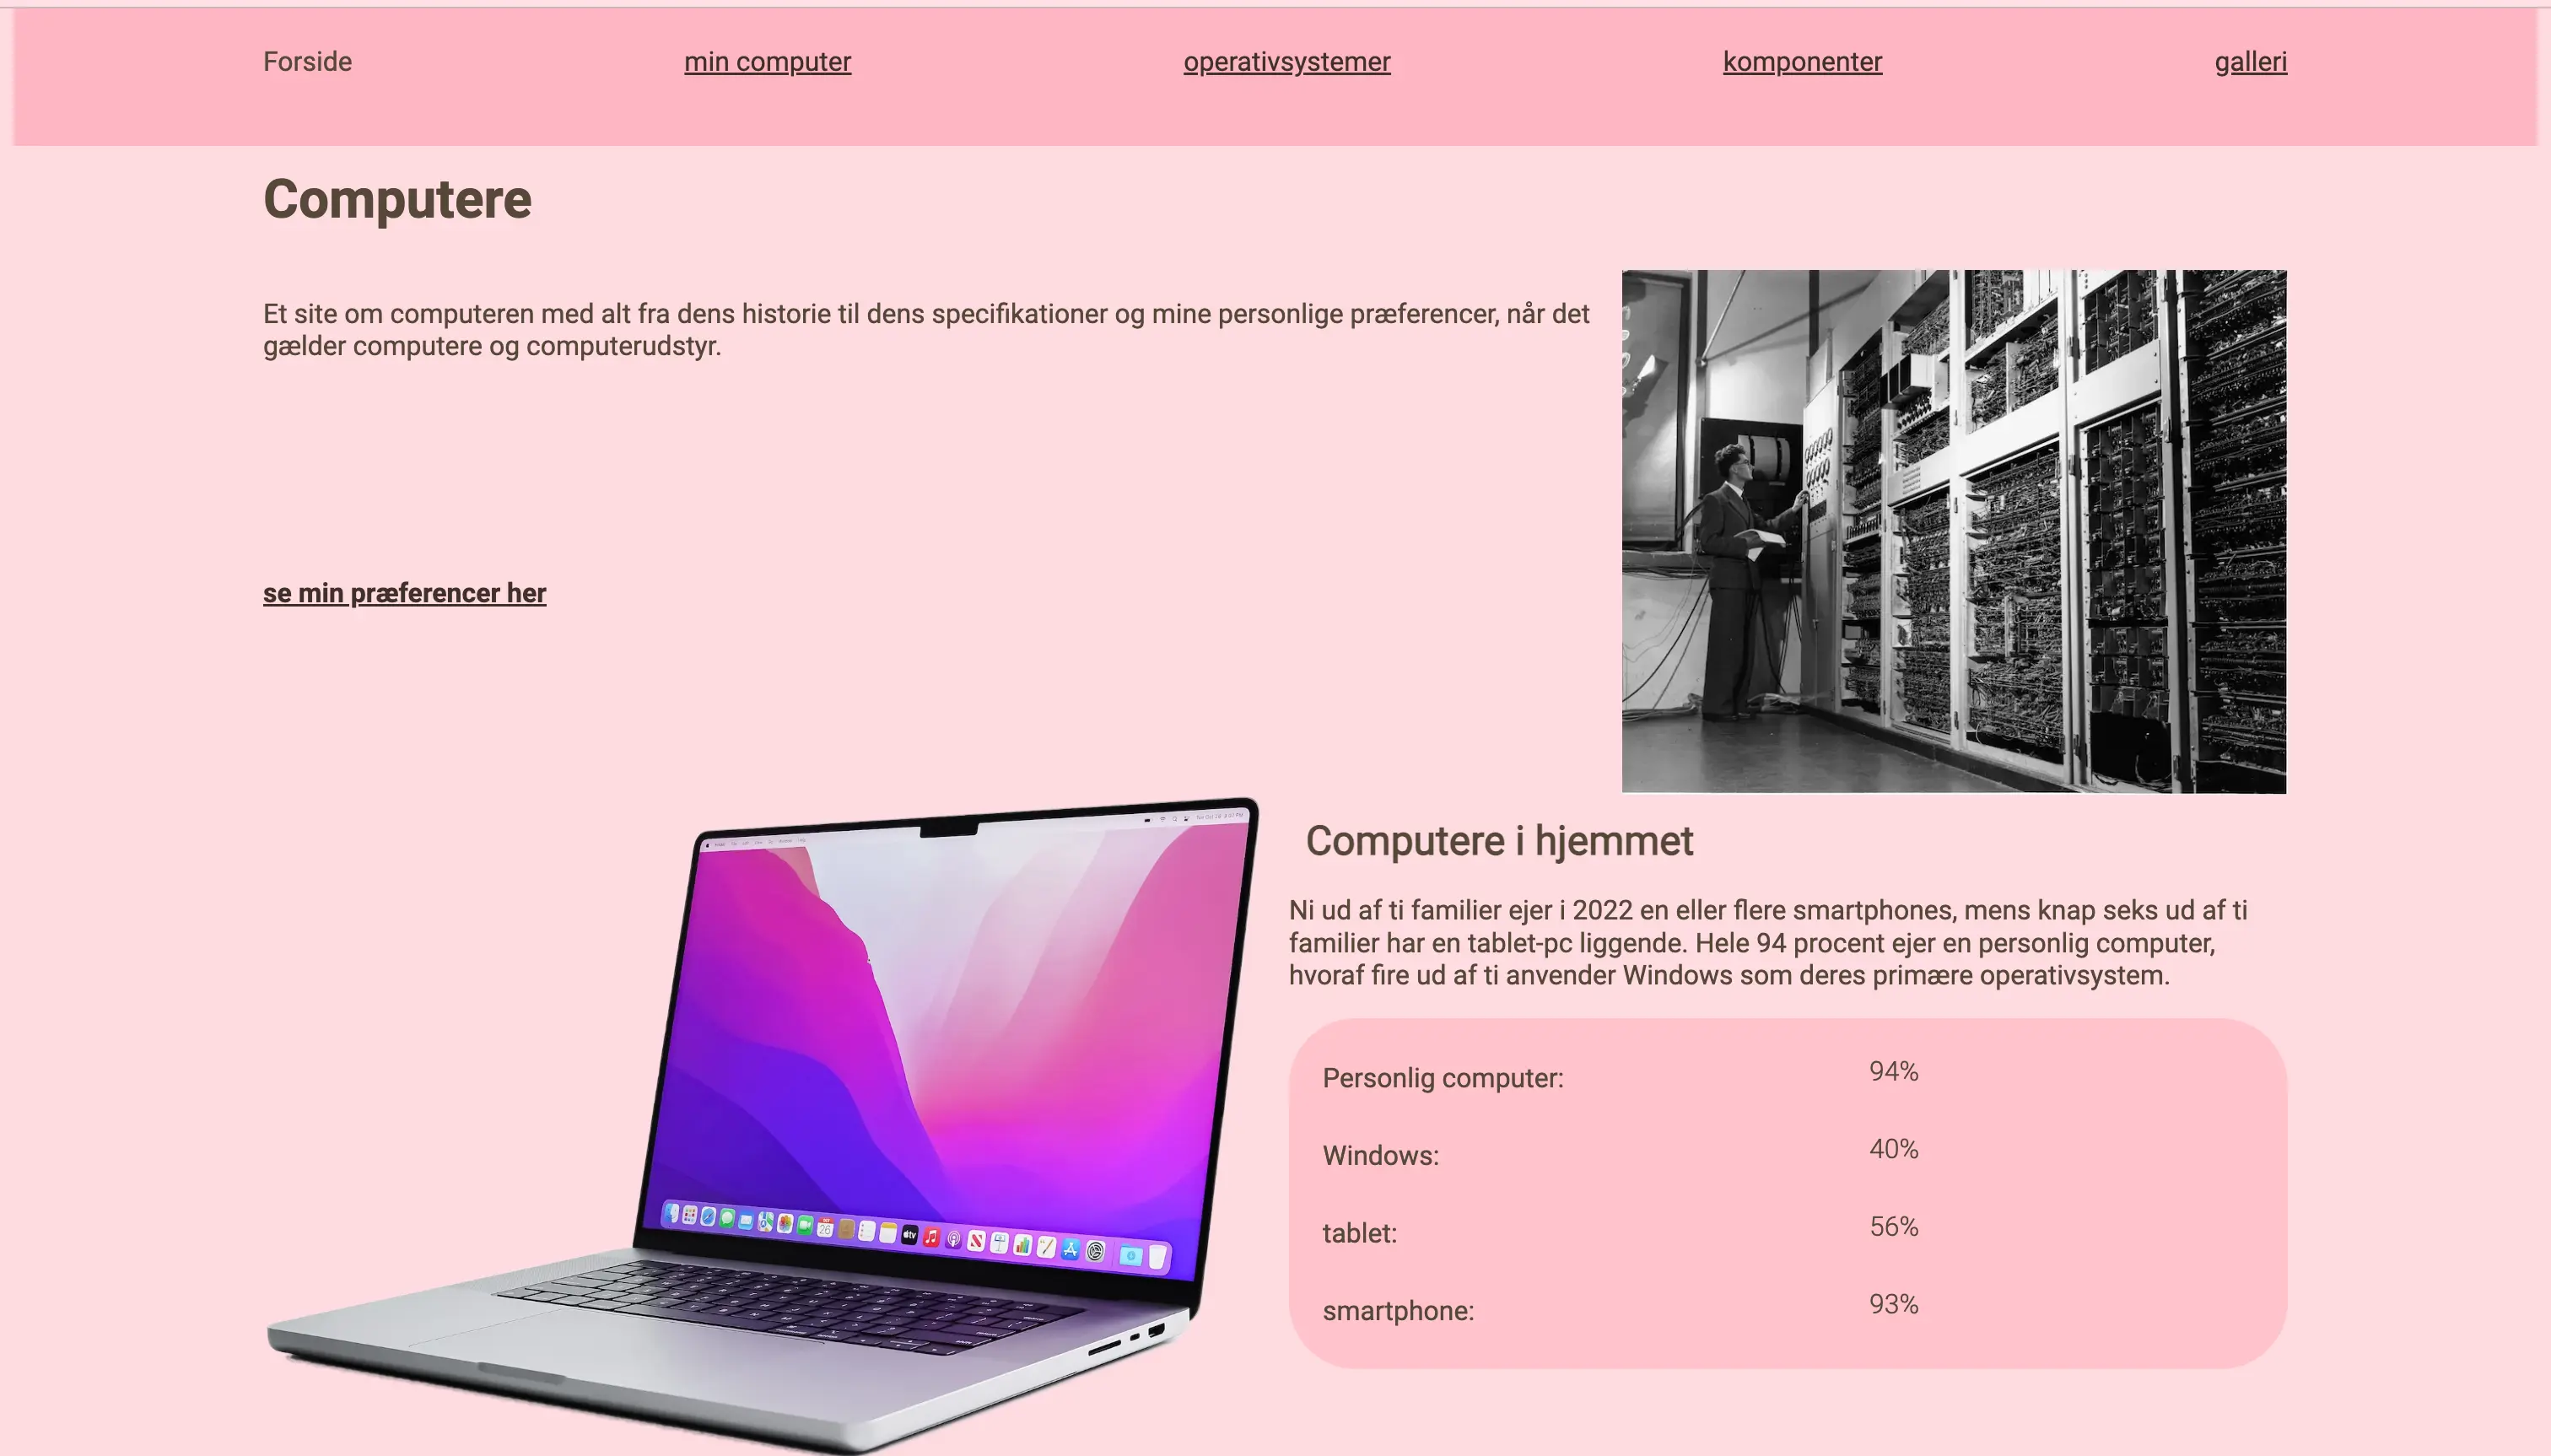 Forside
min computer
operativsystemer
komponenter
galleri
Computere
Et site om computeren med alt fra dens historie til dens specifikationer og mine personlige præferencer, når det
gælder computere og computerudstyr.
se min præferencer her
Computere i hjemmet
Ni ud af ti familier ejer i 2022 en eller flere smartphones, mens knap seks ud af ti
familier har en tablet-pc liggende. Hele 94 procent ejer en personlig computer,
hvoraf fire ud af ti anvender Windows som deres primære operativsystem.
Personlig computer: 94%
Windows: 40%
tablet: 56%
smartphone: 93%